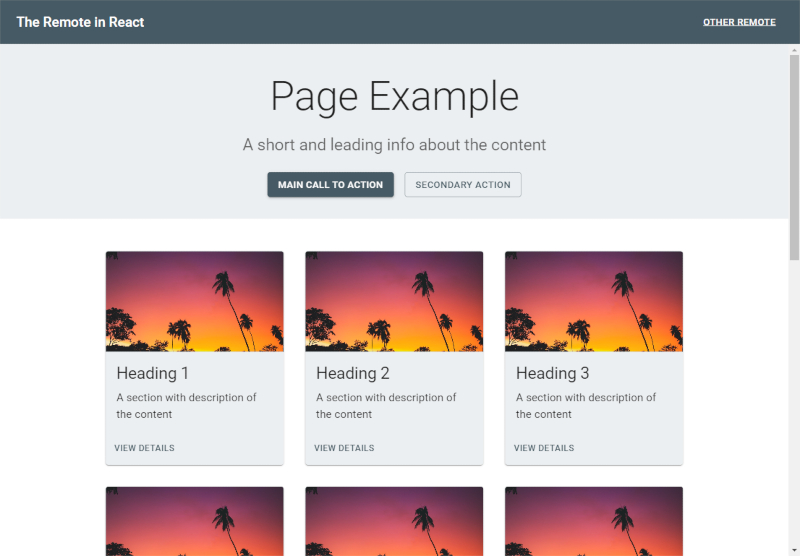 The Remote in React
OTHER REMOTE
Page Example
A short and leading info about the content
MAIN CALL TO ACTION
SECONDARY ACTION
Heading 1
A section with description of
the content
VIEW DETAILS
Heading 2
A section with description of
the content
VIEW DETAILS
Heading 3
A section with description of
the content
VIEW DETAILS